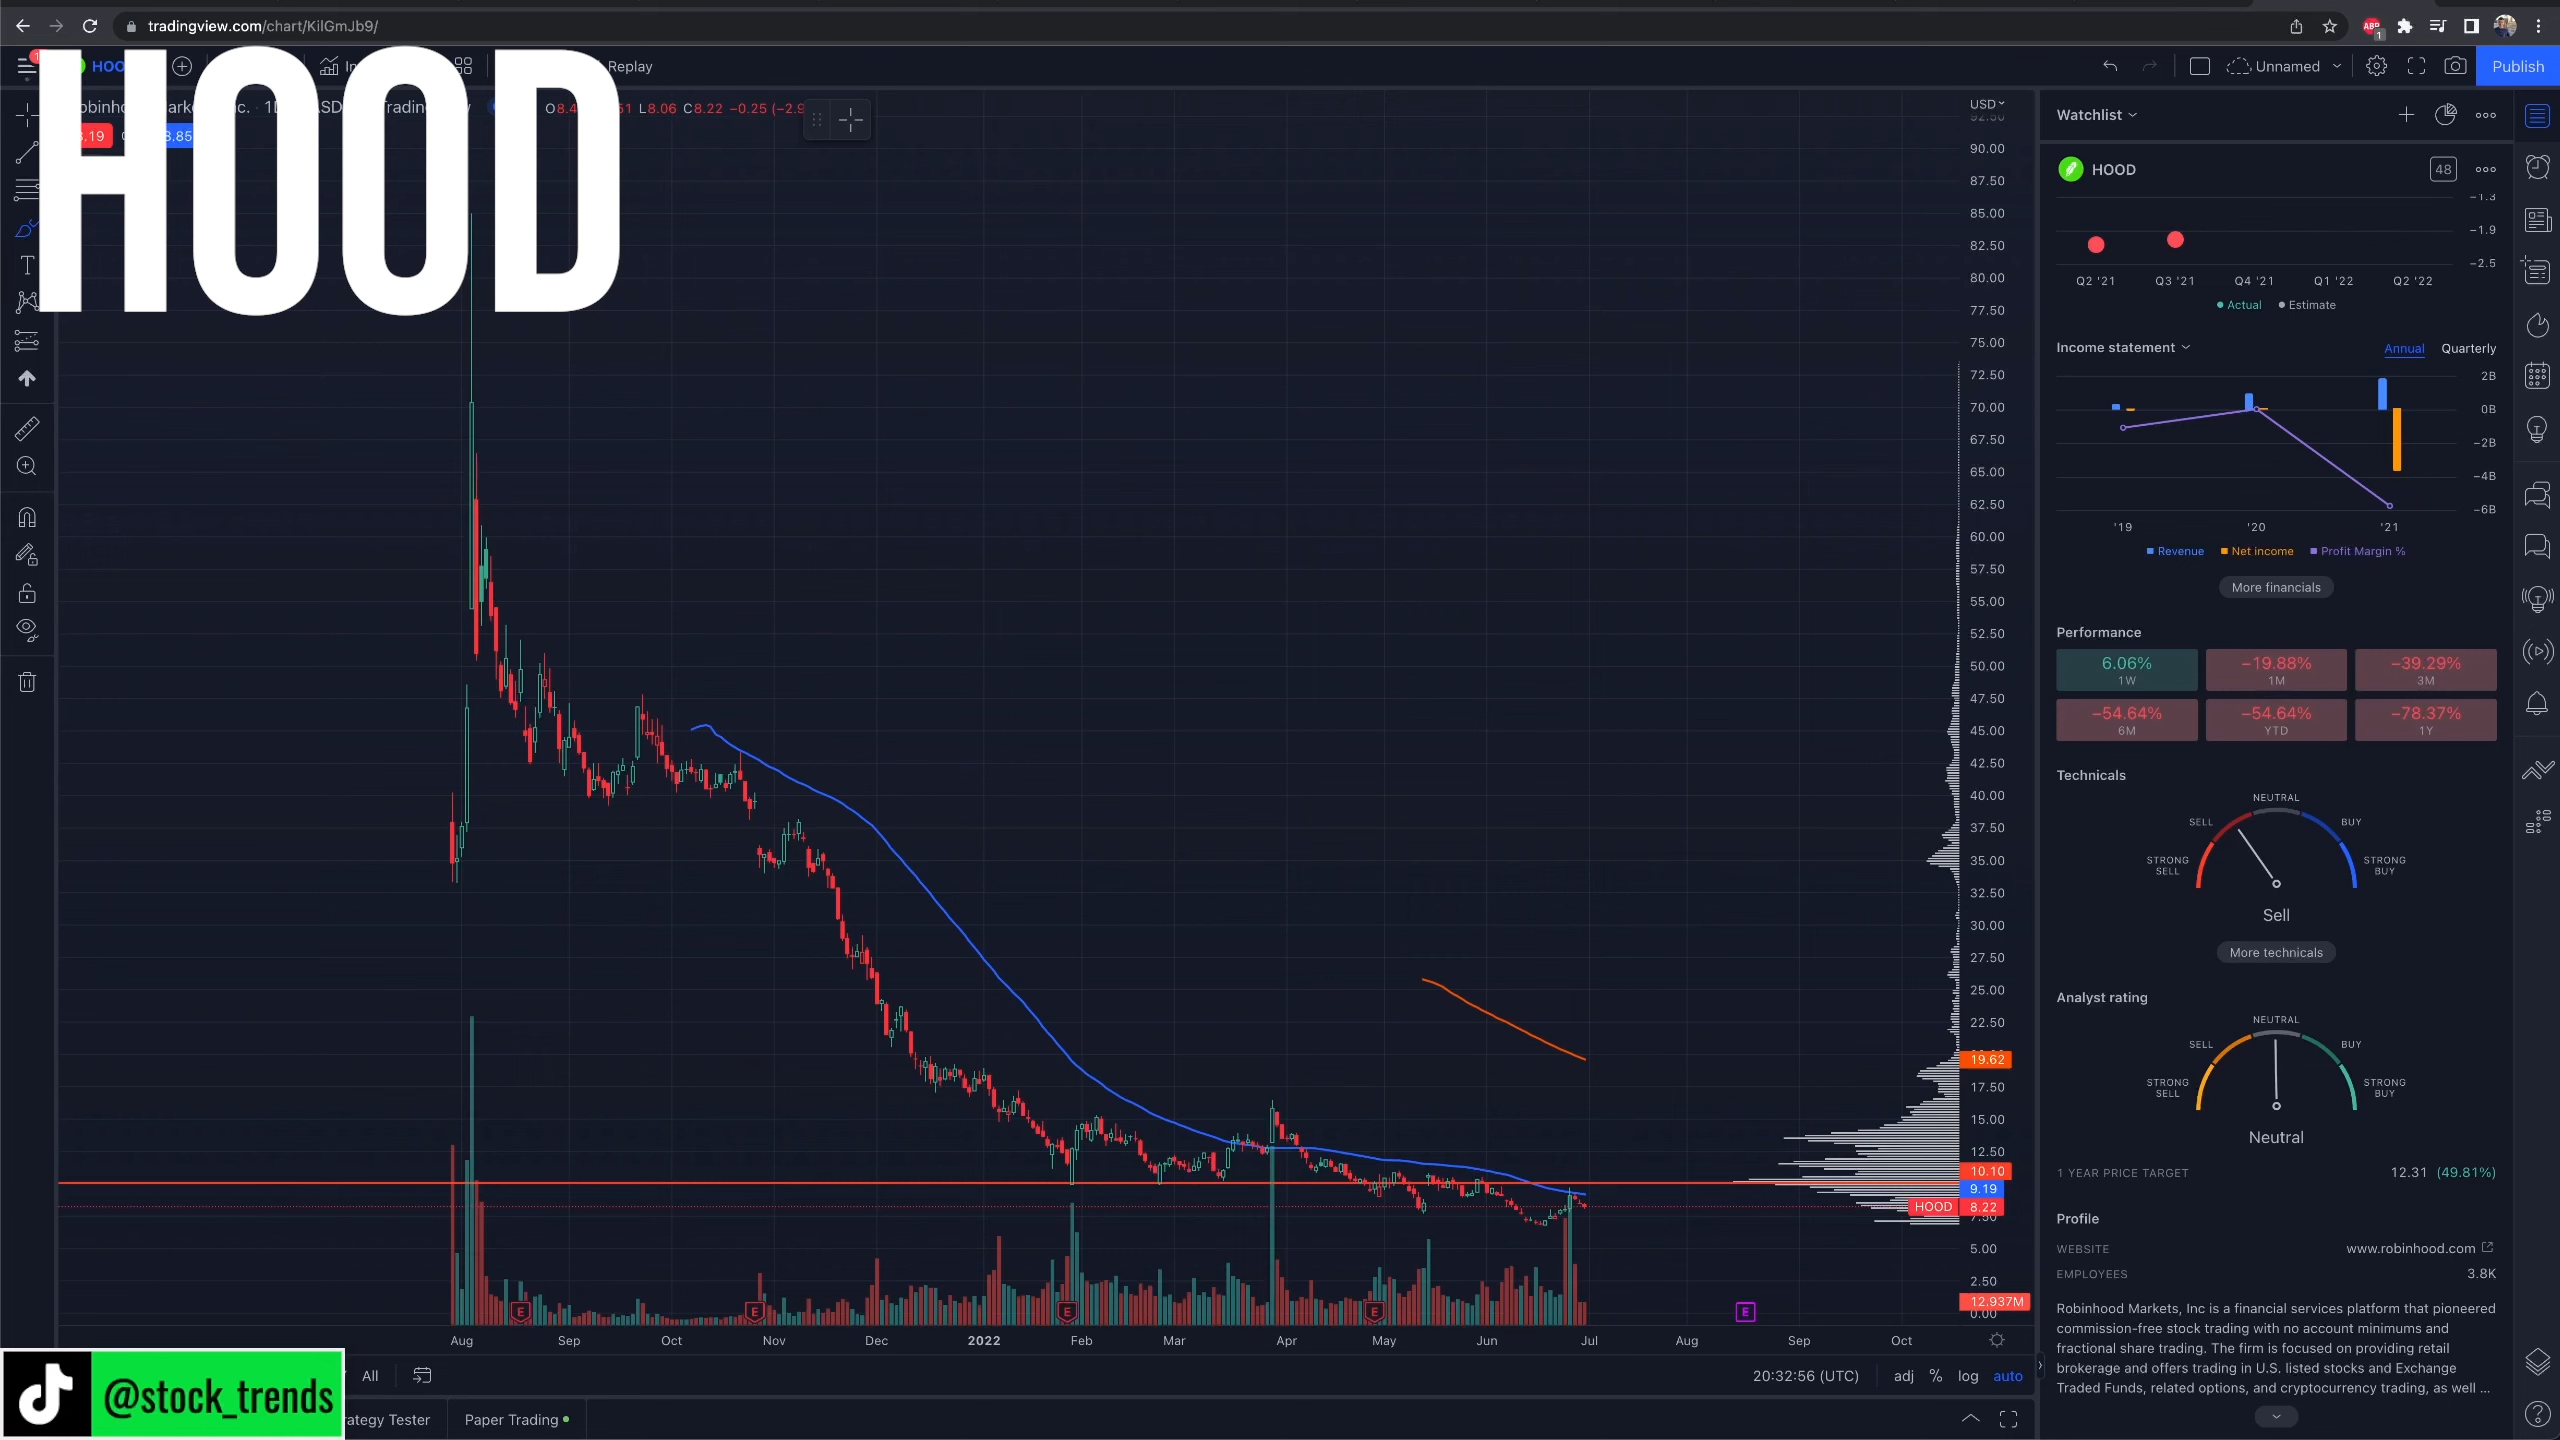 tradingview.com/chart/KilGmJb9/
HOOD
HOO
Replay
Unnamed
Publish
L8.06 C8.22 −0.25
USD
90.00
87.50
85.00
82.50
80.00
77.50
75.00
72.50
70.00
67.50
65.00
62.50
60.00
57.50
55.00
52.50
50.00
47.50
45.00
42.50
40.00
37.50
35.00
32.50
30.00
27.50
25.00
22.50
19.62
17.50
15.00
12.50
10.10
9.19
HOOD 8.22
7.50
5.00
2.50
12.937M
0.00
E E E E E
Aug Sep Oct Nov Dec 2022 Feb Mar Apr May Jun Jul Aug Sep Oct
All
20:32:56 (UTC) adj % log auto
@stock_trends
rategy Tester Paper Trading
Watchlist
HOOD 48
−1.3
−1.9
−2.5
Q2 '21 Q3 '21 Q4 '21 Q1 '22 Q2 '22
Actual Estimate
Income statement Annual Quarterly
2B
0B
−2B
−4B
−6B
'19 '20 '21
Revenue Net income Profit Margin %
More financials
Performance
6.06% −19.88% −39.29%
1W 1M 3M
−54.64% −54.64% −78.37%
6M YTD 1Y
Technicals
NEUTRAL
SELL BUY
STRONG SELL STRONG BUY
Sell
More technicals
Analyst rating
NEUTRAL
SELL BUY
STRONG SELL STRONG BUY
Neutral
1 YEAR PRICE TARGET 12.31 (49.81%)
Profile
WEBSITE www.robinhood.com
EMPLOYEES 3.8K
Robinhood Markets, Inc is a financial services platform that pioneered
commission-free stock trading with no account minimums and
fractional share trading. The firm is focused on providing retail
brokerage and offers trading in U.S. listed stocks and Exchange
Traded Funds, related options, and cryptocurrency trading, as well ...